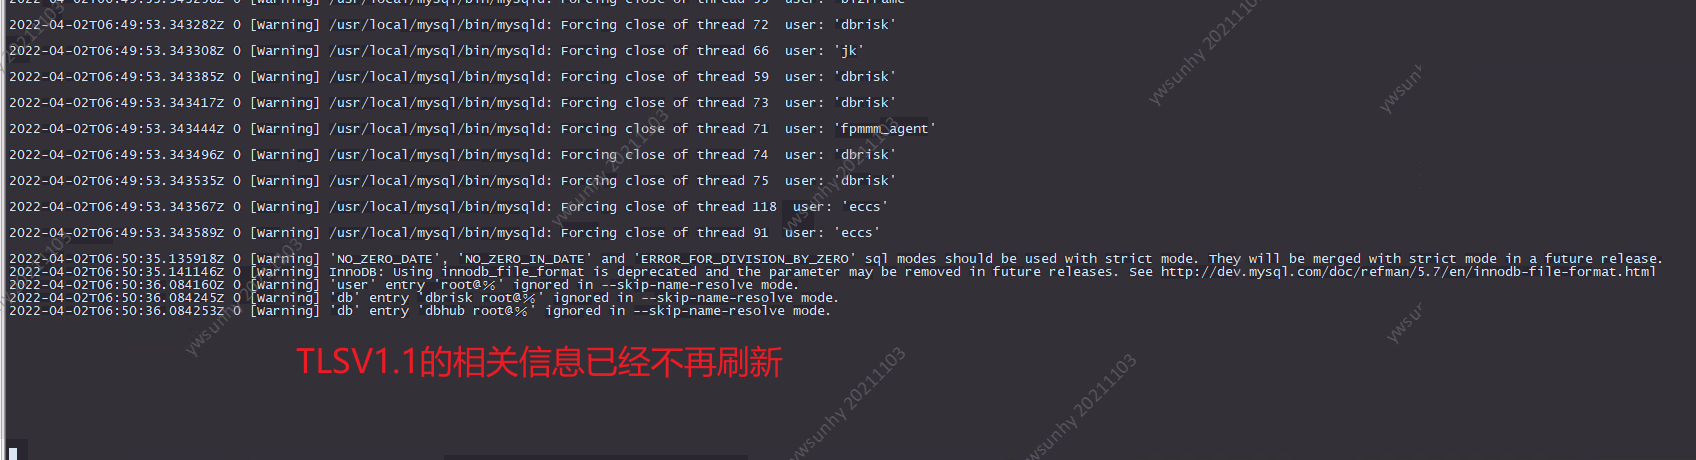 2022-04-02T06:49:53.343282Z 0 [Warning] /usr/local/mysql/bin/mysqld: Forcing close of thread 72  user: 'dbrisk'
2022-04-02T06:49:53.343308Z 0 [Warning] /usr/local/mysql/bin/mysqld: Forcing close of thread 66  user: 'jk'
2022-04-02T06:49:53.343385Z 0 [Warning] /usr/local/mysql/bin/mysqld: Forcing close of thread 59  user: 'dbrisk'
2022-04-02T06:49:53.343417Z 0 [Warning] /usr/local/mysql/bin/mysqld: Forcing close of thread 73  user: 'dbrisk'
2022-04-02T06:49:53.343444Z 0 [Warning] /usr/local/mysql/bin/mysqld: Forcing close of thread 71  user: 'fpmmm_agent'
2022-04-02T06:49:53.343496Z 0 [Warning] /usr/local/mysql/bin/mysqld: Forcing close of thread 74  user: 'dbrisk'
2022-04-02T06:49:53.343535Z 0 [Warning] /usr/local/mysql/bin/mysqld: Forcing close of thread 75  user: 'dbrisk'
2022-04-02T06:49:53.343567Z 0 [Warning] /usr/local/mysql/bin/mysqld: Forcing close of thread 118  user: 'eccs'
2022-04-02T06:49:53.343589Z 0 [Warning] /usr/local/mysql/bin/mysqld: Forcing close of thread 91  user: 'eccs'
2022-04-02T06:50:35.135918Z 0 [Warning] 'NO_ZERO_DATE', 'NO_ZERO_IN_DATE' and 'ERROR_FOR_DIVISION_BY_ZERO' sql modes should be used with strict mode. They will be merged with strict mode in a future release.
2022-04-02T06:50:35.141146Z 0 [Warning] InnoDB: Using innodb_file_format is deprecated and the parameter may be removed in future releases. See http://dev.mysql.com/doc/refman/5.7/en/innodb-file-format.html
2022-04-02T06:50:36.084160Z 0 [Warning] 'user' entry 'root@%' ignored in --skip-name-resolve mode.
2022-04-02T06:50:36.084245Z 0 [Warning] 'db' entry 'dbrisk root@%' ignored in --skip-name-resolve mode.
2022-04-02T06:50:36.084253Z 0 [Warning] 'db' entry 'dbhub root@%' ignored in --skip-name-resolve mode.
TLSV1.1的相关信息已经不再刷新
ywsunhy 20211103